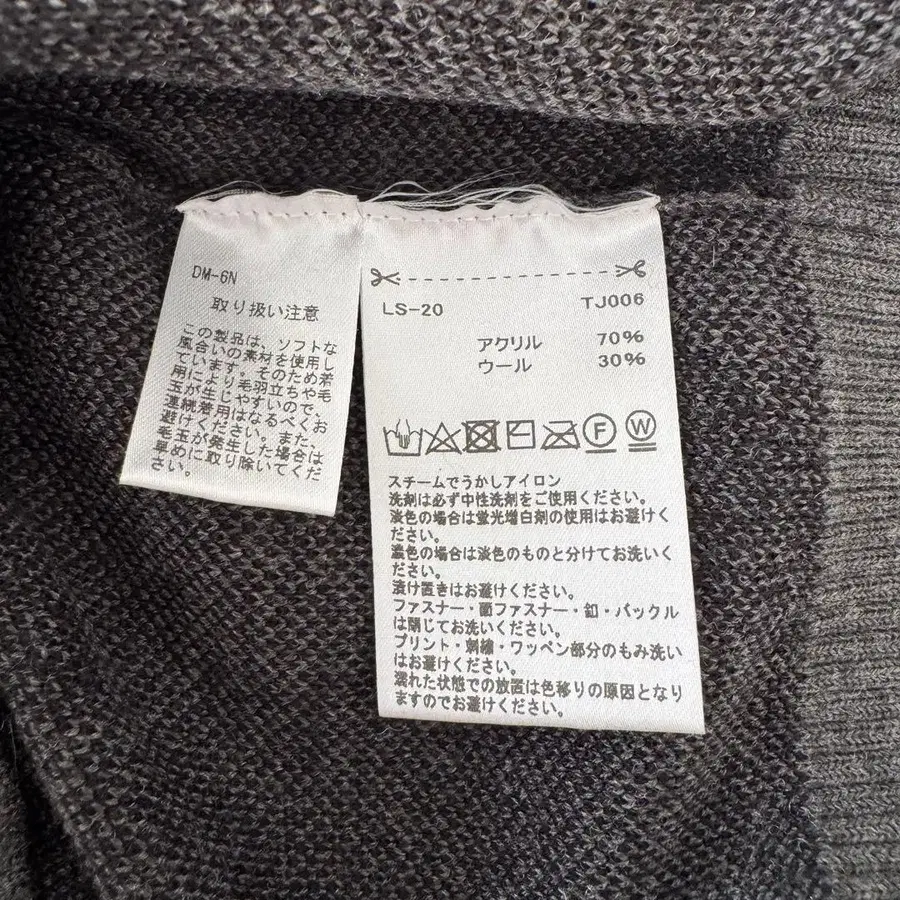 DM-6N
取り扱い注意
この製品は、ソフトな
風合いの素材を使用し
ています。そのため着
用により毛羽立ちや毛
玉が生じやすいので、
連続着用はなるべくお
避けください。また、
毛玉が発生した場合は
早めに取り除いてくだ
さい。
LS-20 TJ006
アクリル 70%
ウール 30%
F W
スチームでうかしアイロン
洗剤は必ず中性洗剤をご使用ください。
淡色の場合は蛍光増白剤の使用はお避けく
ださい。
濃色の場合は淡色のものと分けてお洗いく
ださい。
漬け置きはお避けください。
ファスナー・面ファスナー・釦・バックル
は閉じてお洗いください。
プリント・刺繍・ワッペン部分のもみ洗い
はお避けください。
濡れた状態での放置は色移りの原因となり
ますのでお避けください。